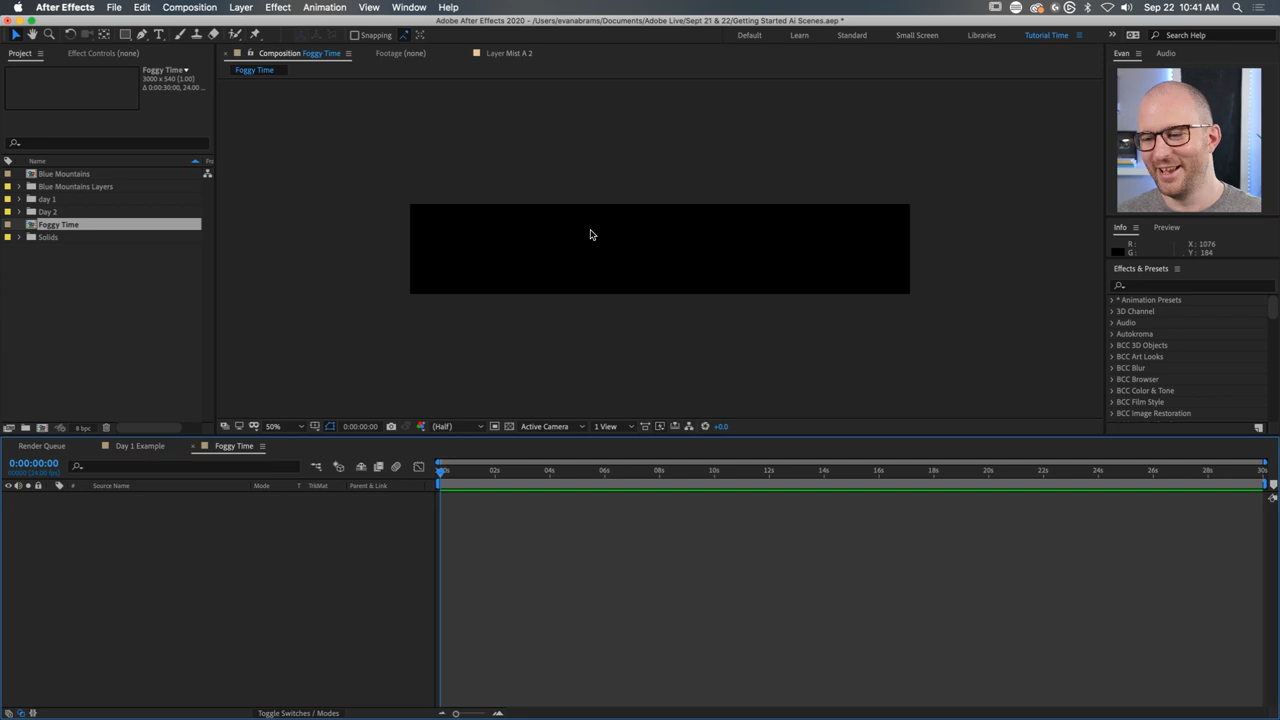 After Effects File Edit Composition Layer Effect Animation View Window Help Sep 22 10:41 AM
Adobe After Effects 2020 - /Users/evanabrams/Documents/Adobe Live/Sept 21 & 22/Getting Started Ai Scenes.aep *
Snapping Default Learn Standard Small Screen Libraries Tutorial Time Search Help
Project Effect Controls (none) Composition Foggy Time Footage (none) Layer Mist A 2 Evan Audio
Foggy Time
Foggy Time
3000 x 540 (1.00)
Δ 0:00:30:00, 24.00 ...
Name Fr
Blue Mountains
Blue Mountains Layers
day 1
Day 2
Foggy Time
Solids
Info Preview
R :
G :
X : 1076
Y : 184
Effects & Presets
* Animation Presets
3D Channel
Audio
Autokroma
BCC 3D Objects
BCC Art Looks
BCC Blur
BCC Browser
BCC Color & Tone
BCC Film Style
BCC Image Restoration
8 bpc
50% 0:00:00:00 (Half) Active Camera 1 View +0.0
Render Queue Day 1 Example Foggy Time
0:00:00:00
00000 (24.00 fps)
02s 04s 06s 08s 10s 12s 14s 16s 18s 20s 22s 24s 26s 28s 30s
# Source Name Mode T TrkMat Parent & Link
Toggle Switches / Modes